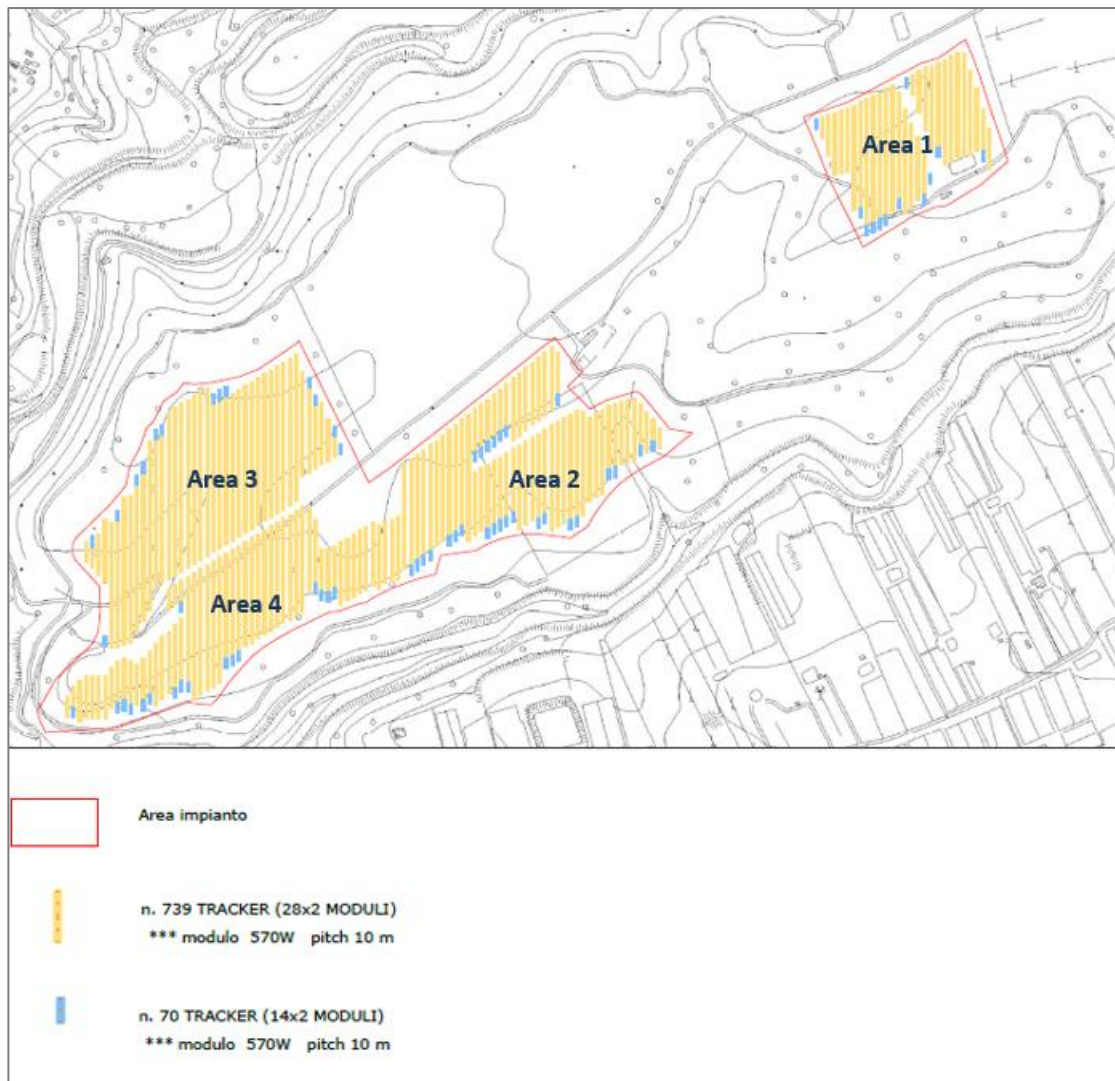 Area 1
Area 3
Area 2
Area 4
Area impianto
n. 739 TRACKER (28x2 MODULI)
*** modulo 570W pitch 10 m
n. 70 TRACKER (14x2 MODULI)
*** modulo 570W pitch 10 m